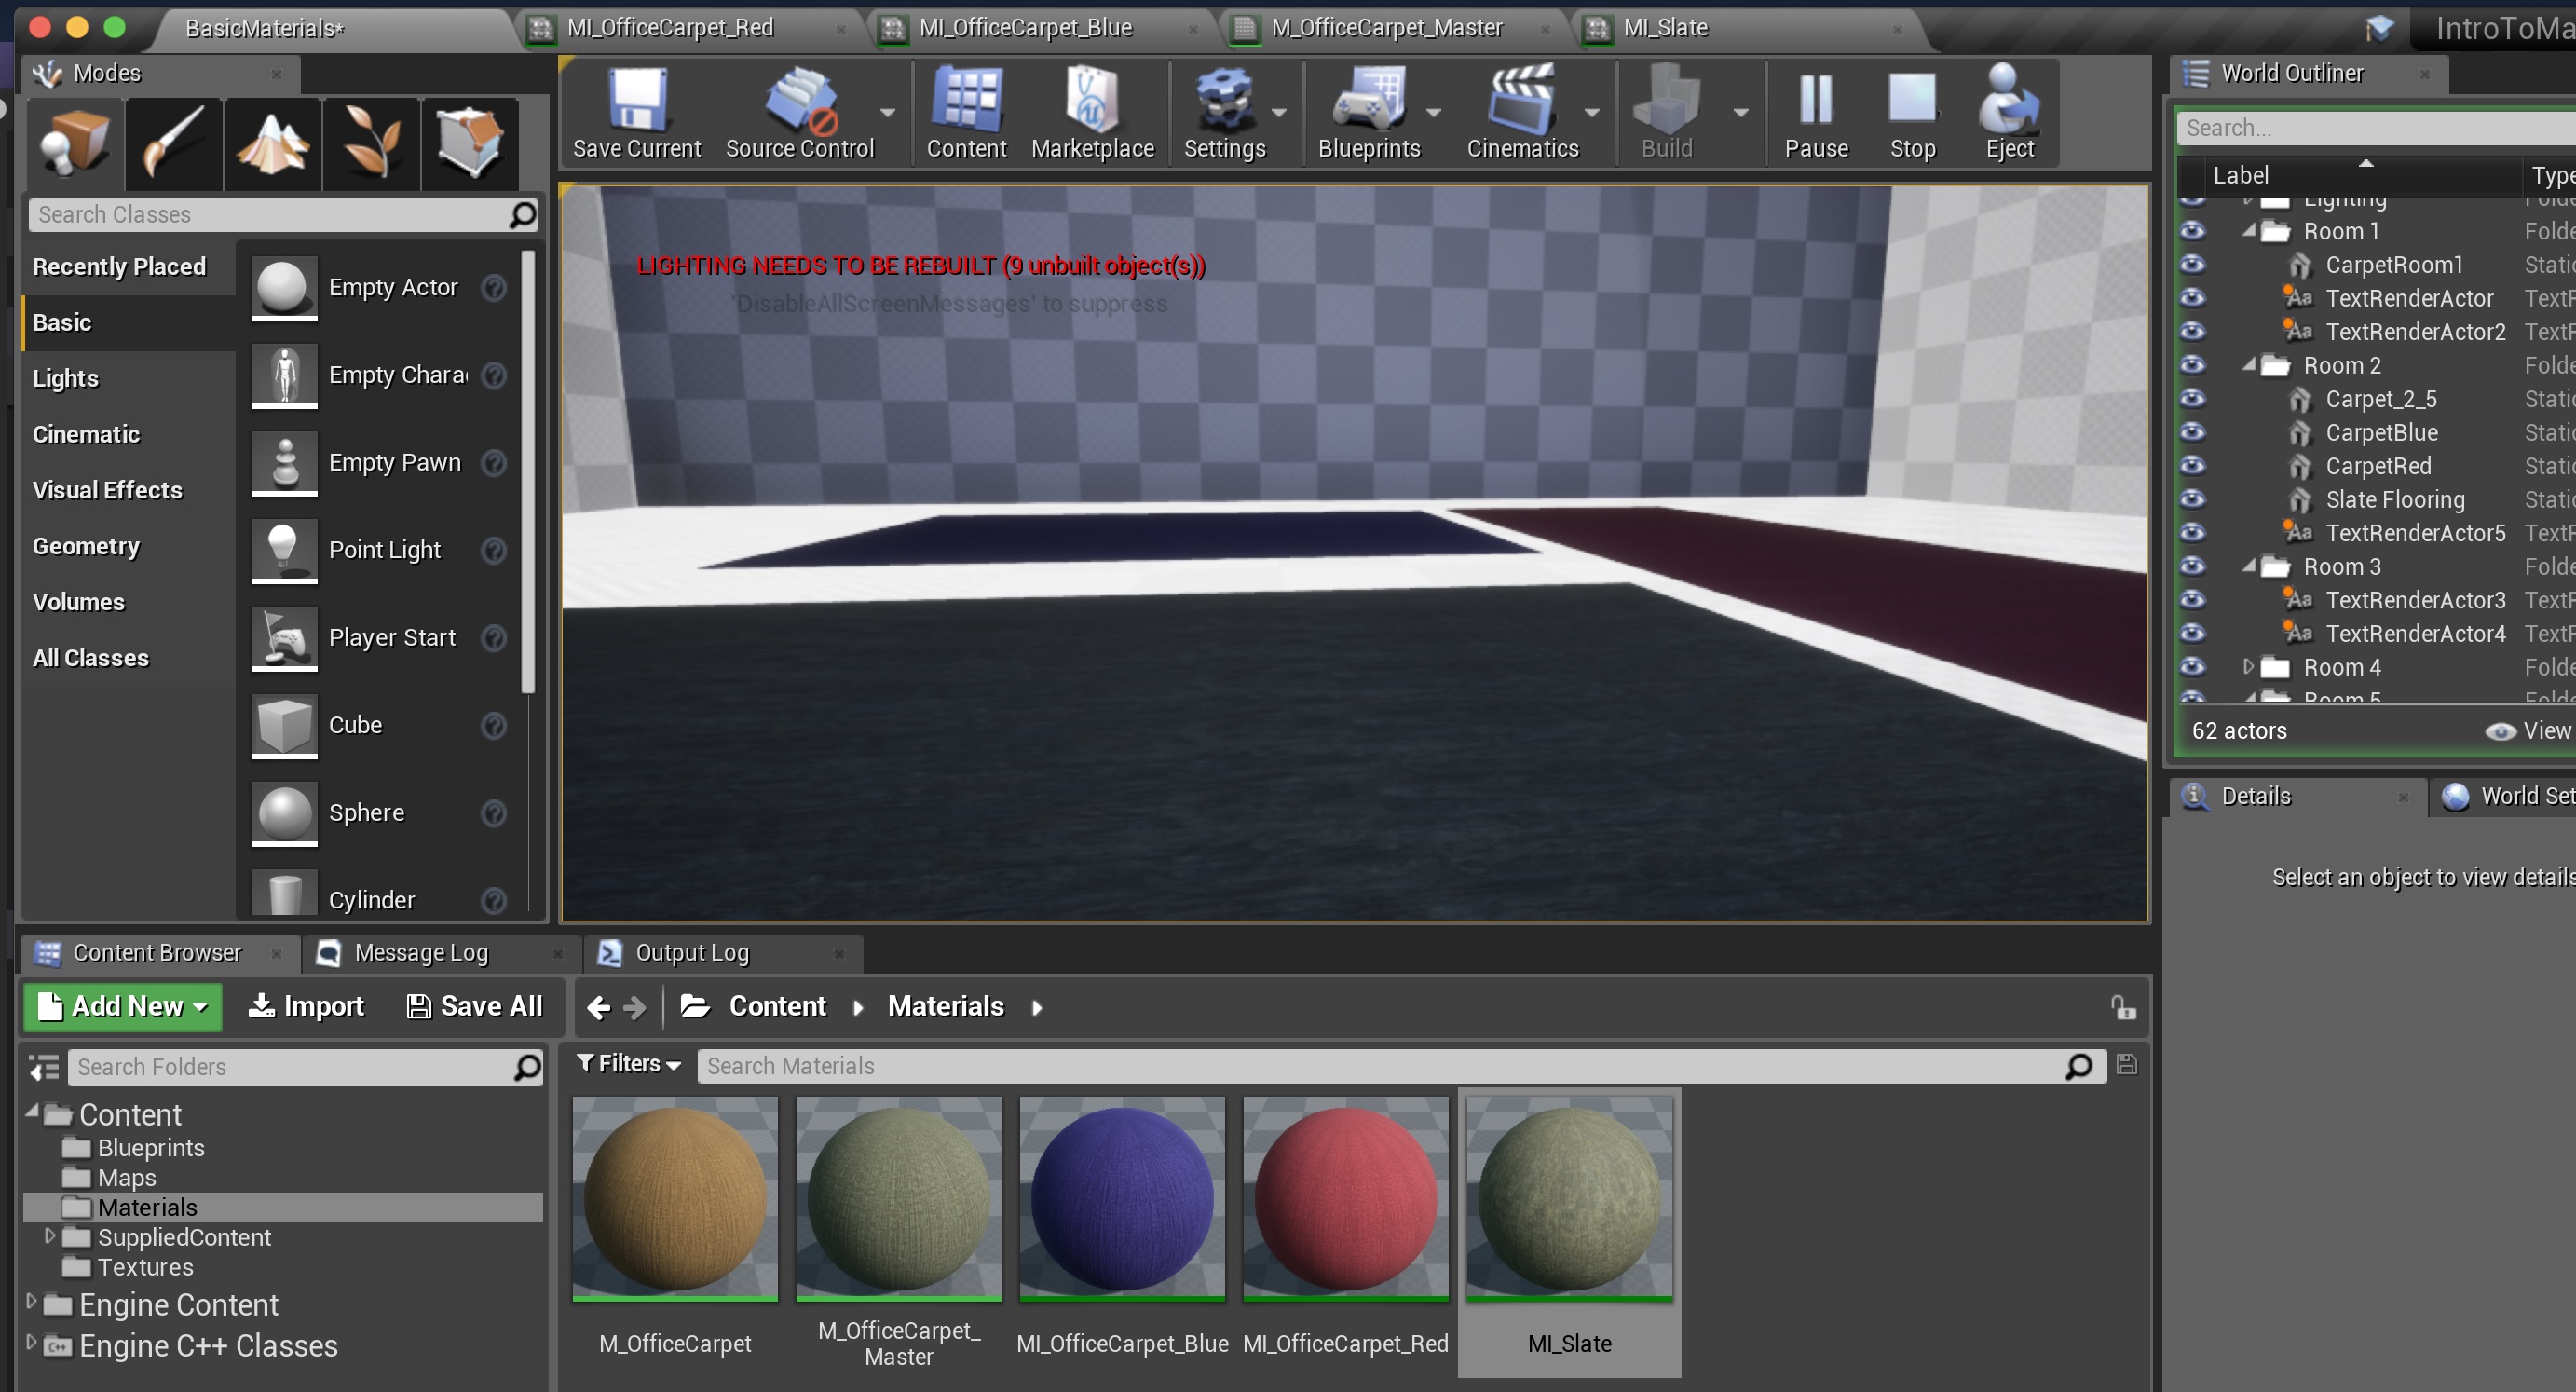 BasicMaterials*
MI_OfficeCarpet_Red
MI_OfficeCarpet_Blue
M_OfficeCarpet_Master
MI_Slate
IntroToMa
Modes
Search Classes
Recently Placed
Basic
Lights
Cinematic
Visual Effects
Geometry
Volumes
All Classes
Empty Actor
Empty Chara
Empty Pawn
Point Light
Player Start
Cube
Sphere
Cylinder
Save Current
Source Control
Content
Marketplace
Settings
Blueprints
Cinematics
Build
Pause
Stop
Eject
LIGHTING NEEDS TO BE REBUILT (9 unbuilt object(s))
'DisableAllScreenMessages' to suppress
World Outliner
Search...
Label Type
Lighting Folde
Room 1 Folde
CarpetRoom1 Static
TextRenderActor TextF
TextRenderActor2 TextF
Room 2 Folde
Carpet_2_5 Static
CarpetBlue Static
CarpetRed Static
Slate Flooring Static
TextRenderActor5 TextF
Room 3 Folde
TextRenderActor3 TextF
TextRenderActor4 TextF
Room 4 Folde
Room 5 Folde
62 actors
View
Details
World Set
Select an object to view details
Content Browser
Message Log
Output Log
Add New
Import
Save All
Content
Materials
Search Folders
Content
Blueprints
Maps
Materials
SuppliedContent
Textures
Engine Content
C++ Engine C++ Classes
Filters
Search Materials
M_OfficeCarpet
M_OfficeCarpet_
Master
MI_OfficeCarpet_Blue
MI_OfficeCarpet_Red
MI_Slate